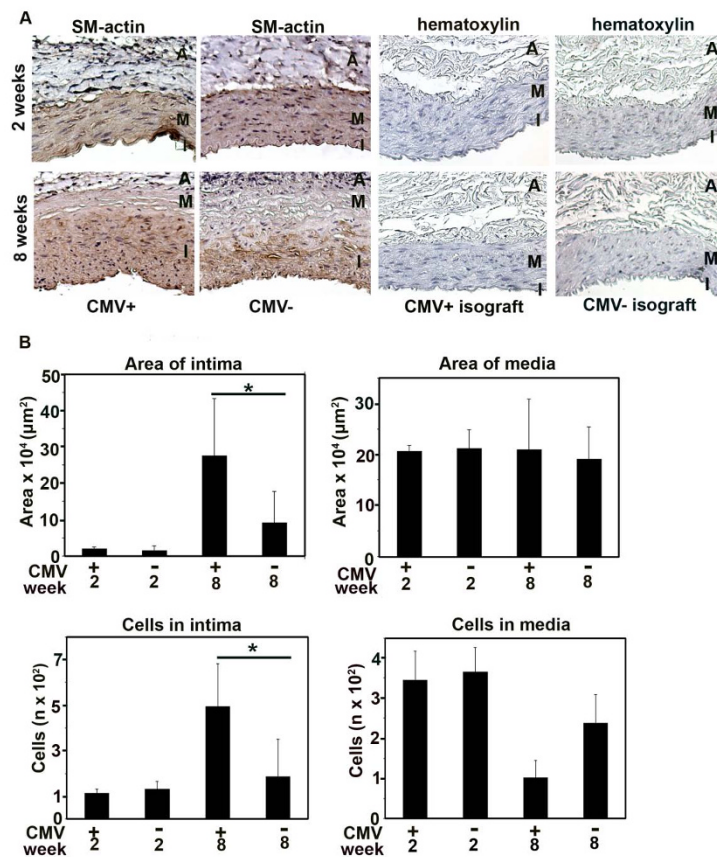 A
SM-actin SM-actin hematoxylin hematoxylin
2 weeks
A A A A
M M M M
I I I I
8 weeks
A A A A
M M M M
I I I I
CMV+ CMV- CMV+ isograft CMV- isograft
B
Area of intima
Area x 10⁴ (µm²)
50
40
30
20
10
0
*
CMV + - + -
week 2 2 8 8
Area of media
Area x 10⁴ (µm²)
30
20
10
0
CMV + - + -
week 2 2 8 8
Cells in intima
Cells (n x 10²)
7
5
3
1
0
*
CMV + - + -
week 2 2 8 8
Cells in media
Cells (n x 10²)
4
3
2
1
0
CMV + - + -
week 2 2 8 8